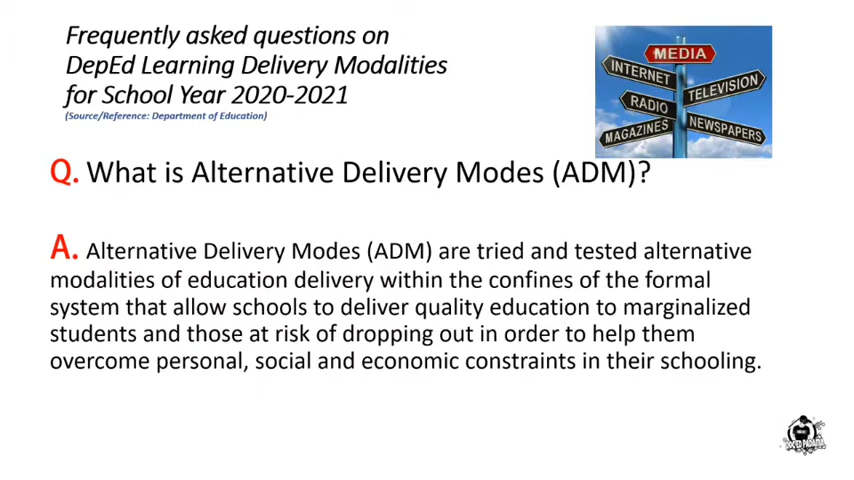 Frequently asked questions on
DepEd Learning Delivery Modalities
for School Year 2020-2021
(Source/Reference: Department of Education)
MEDIA
INTERNET
TELEVISION
RADIO
MAGAZINES
NEWSPAPERS
Q. What is Alternative Delivery Modes (ADM)?
A. Alternative Delivery Modes (ADM) are tried and tested alternative
modalities of education delivery within the confines of the formal
system that allow schools to deliver quality education to marginalized
students and those at risk of dropping out in order to help them
overcome personal, social and economic constraints in their schooling.